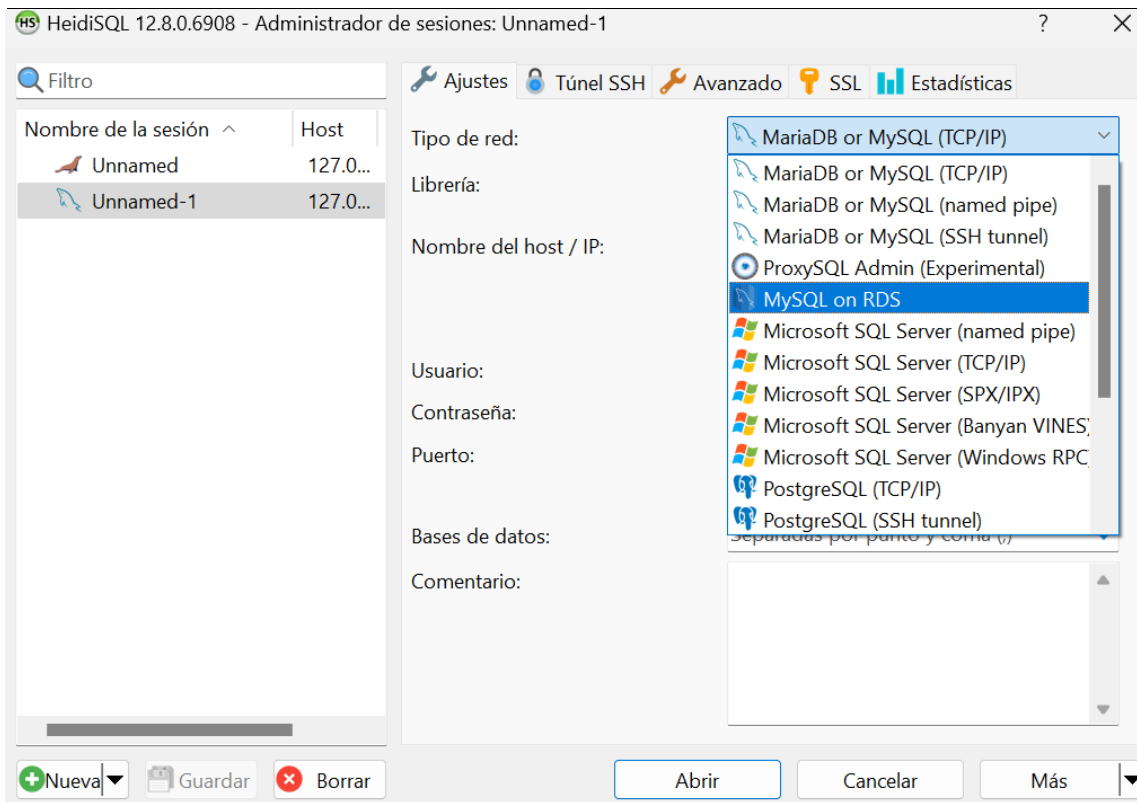 HeidiSQL 12.8.0.6908 - Administrador de sesiones: Unnamed-1
Filtro
Nombre de la sesión Host
Unnamed 127.0...
Unnamed-1 127.0...
Nueva Guardar Borrar
Ajustes Túnel SSH Avanzado SSL Estadísticas
Tipo de red: MariaDB or MySQL (TCP/IP)
MariaDB or MySQL (TCP/IP)
Librería:
MariaDB or MySQL (named pipe)
MariaDB or MySQL (SSH tunnel)
Nombre del host / IP:
ProxySQL Admin (Experimental)
MySQL on RDS
Microsoft SQL Server (named pipe)
Microsoft SQL Server (TCP/IP)
Usuario:
Microsoft SQL Server (SPX/IPX)
Contraseña:
Microsoft SQL Server (Banyan VINES)
Puerto:
Microsoft SQL Server (Windows RPC
PostgreSQL (TCP/IP)
PostgreSQL (SSH tunnel)
Bases de datos: Separadas por punto y coma (;)
Comentario:
Abrir Cancelar Más